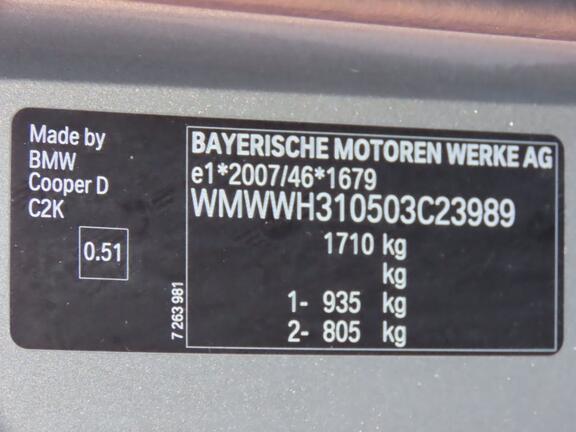 Made by
BMW
Cooper D
C2K
0.51
7 263 981
BAYERISCHE MOTOREN WERKE AG
e1*2007/46*1679
WMWWH310503C23989
1710 kg
kg
1- 935 kg
2- 805 kg